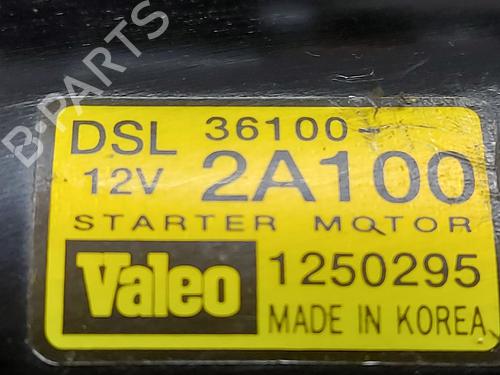 B-PARTS
DSL 36100-
12V 2A100
STARTER MOTOR
Valeo 1250295
MADE IN KOREA